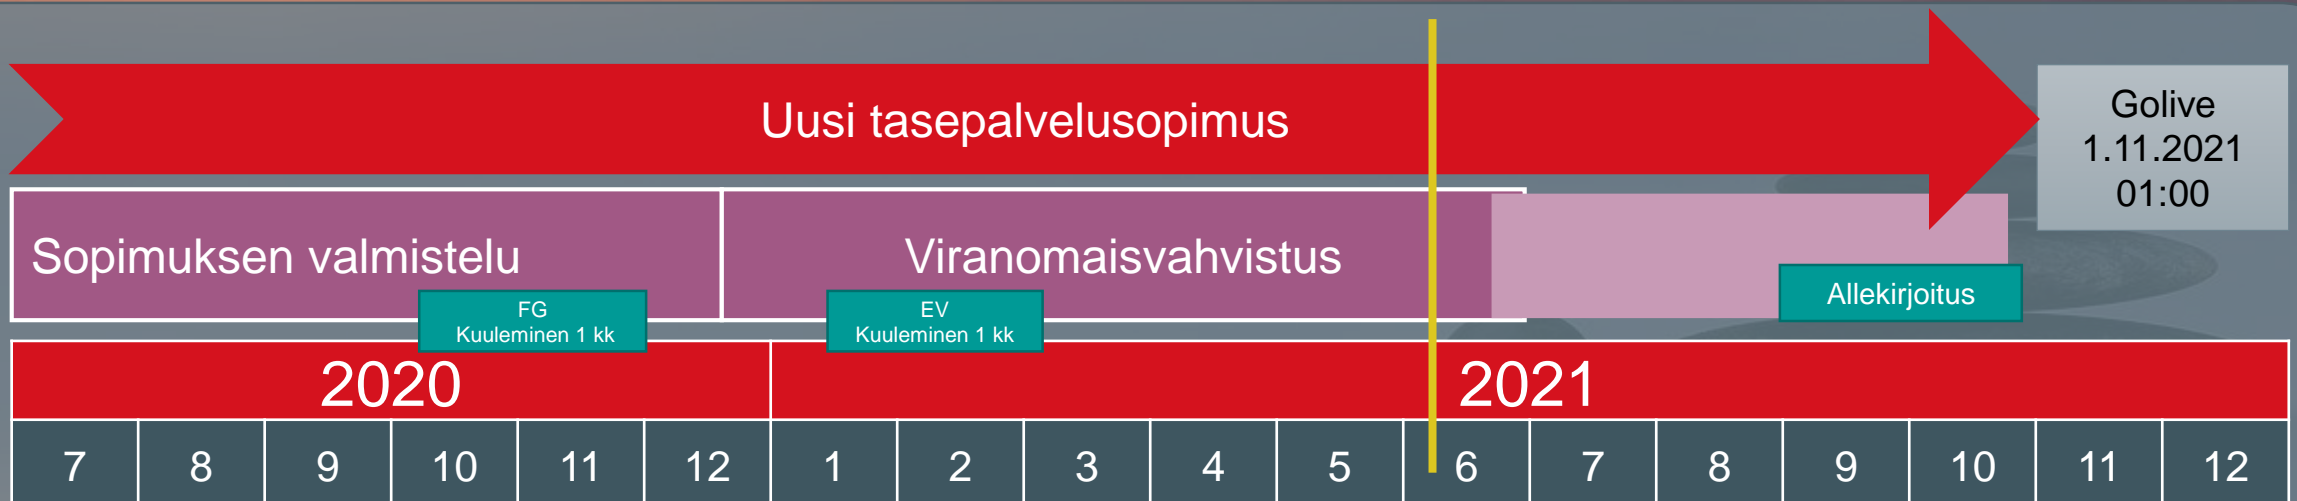 Uusi tasepalvelusopimus
Golive
1.11.2021
01:00
Sopimuksen valmistelu
Viranomaisvahvistus
FG
Kuuleminen 1 kk
EV
Kuuleminen 1 kk
Allekirjoitus
2020
2021
7 8 9 10 11 12 1 2 3 4 5 6 7 8 9 10 11 12